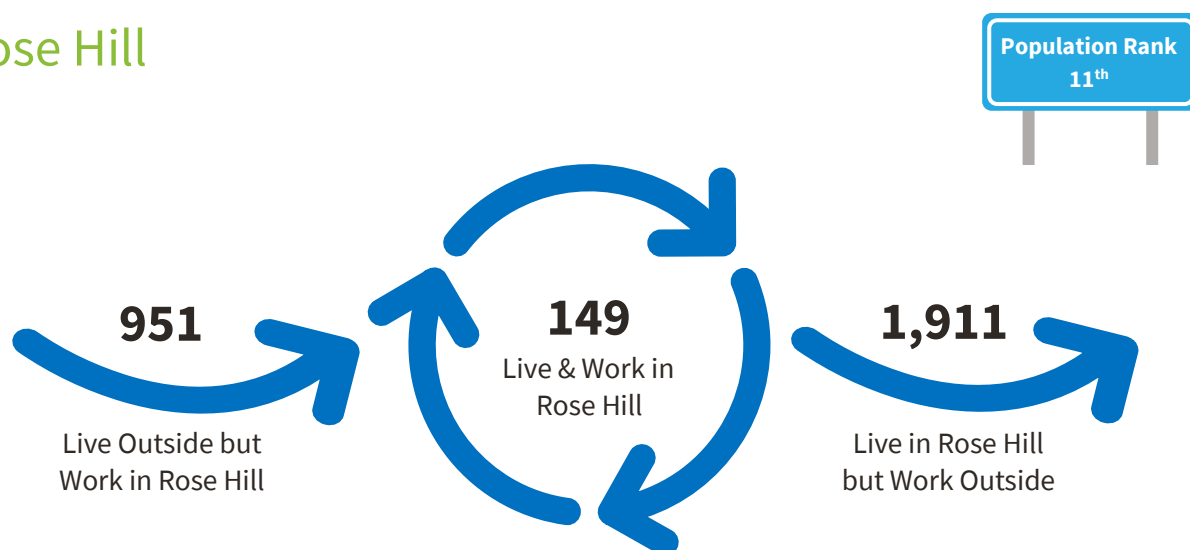 ose Hill
Population Rank
11th
951
Live Outside but
Work in Rose Hill
149
Live & Work in
Rose Hill
1,911
Live in Rose Hill
but Work Outside